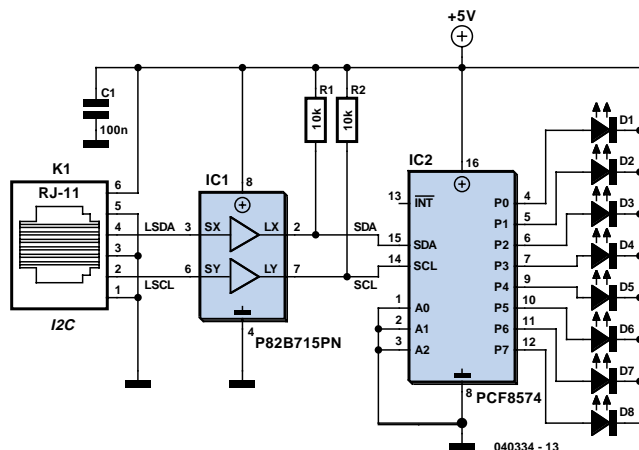 +5V
C1
100n
R1
R2
10k
10k
K1
RJ-11
6
5
4
3
2
1
I2C
LSDA
LSCL
IC1
8
3
SX
LX
2
6
SY
LY
7
4
P82B715PN
SDA
SCL
IC2
16
13
INT
15
SDA
14
SCL
1
A0
2
A1
3
A2
P0
4
P1
5
P2
6
P3
7
P4
9
P5
10
P6
11
P7
12
8
PCF8574
D1
D2
D3
D4
D5
D6
D7
D8
040334 - 13